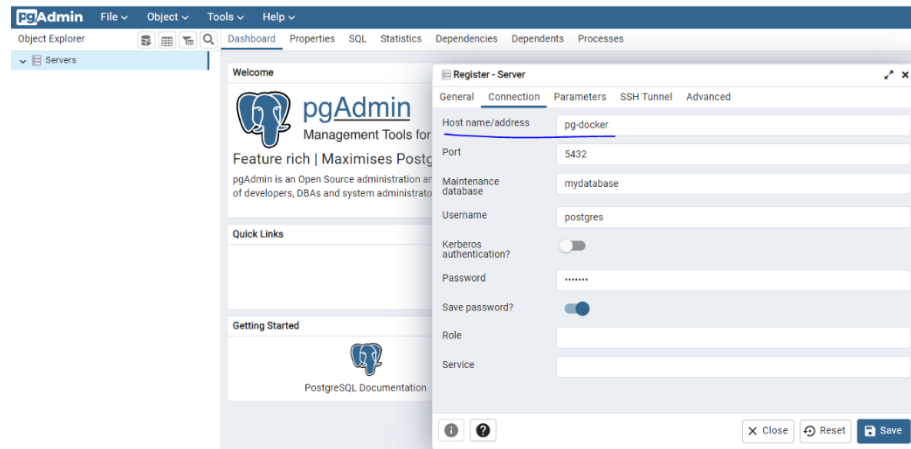 pgAdmin File Object Tools Help
Object Explorer Dashboard Properties SQL Statistics Dependencies Dependents Processes
Servers
Welcome
pgAdmin
Management Tools for
Feature rich | Maximises Postg
pgAdmin is an Open Source administration an
of developers, DBAs and system administrato
Quick Links
Getting Started
PostgreSQL Documentation
Register - Server
General Connection Parameters SSH Tunnel Advanced
Host name/address pg-docker
Port 5432
Maintenance
database mydatabase
Username postgres
Kerberos
authentication?
Password •••••••
Save password?
Role
Service
Close Reset Save